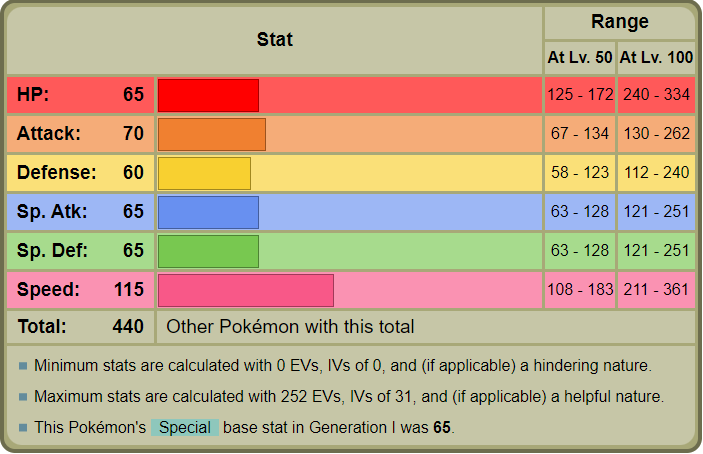 Stat
Range
At Lv. 50 At Lv. 100
HP: 65 125 - 172 240 - 334
Attack: 70 67 - 134 130 - 262
Defense: 60 58 - 123 112 - 240
Sp. Atk: 65 63 - 128 121 - 251
Sp. Def: 65 63 - 128 121 - 251
Speed: 115 108 - 183 211 - 361
Total: 440 Other Pokémon with this total
Minimum stats are calculated with 0 EVs, IVs of 0, and (if applicable) a hindering nature.
Maximum stats are calculated with 252 EVs, IVs of 31, and (if applicable) a helpful nature.
This Pokémon's Special base stat in Generation I was 65.